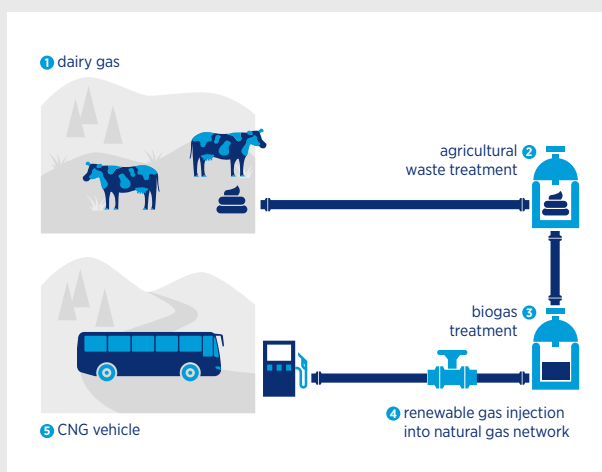 1 dairy gas
agricultural 2
waste treatment
biogas 3
treatment
4 renewable gas injection
into natural gas network
5 CNG vehicle